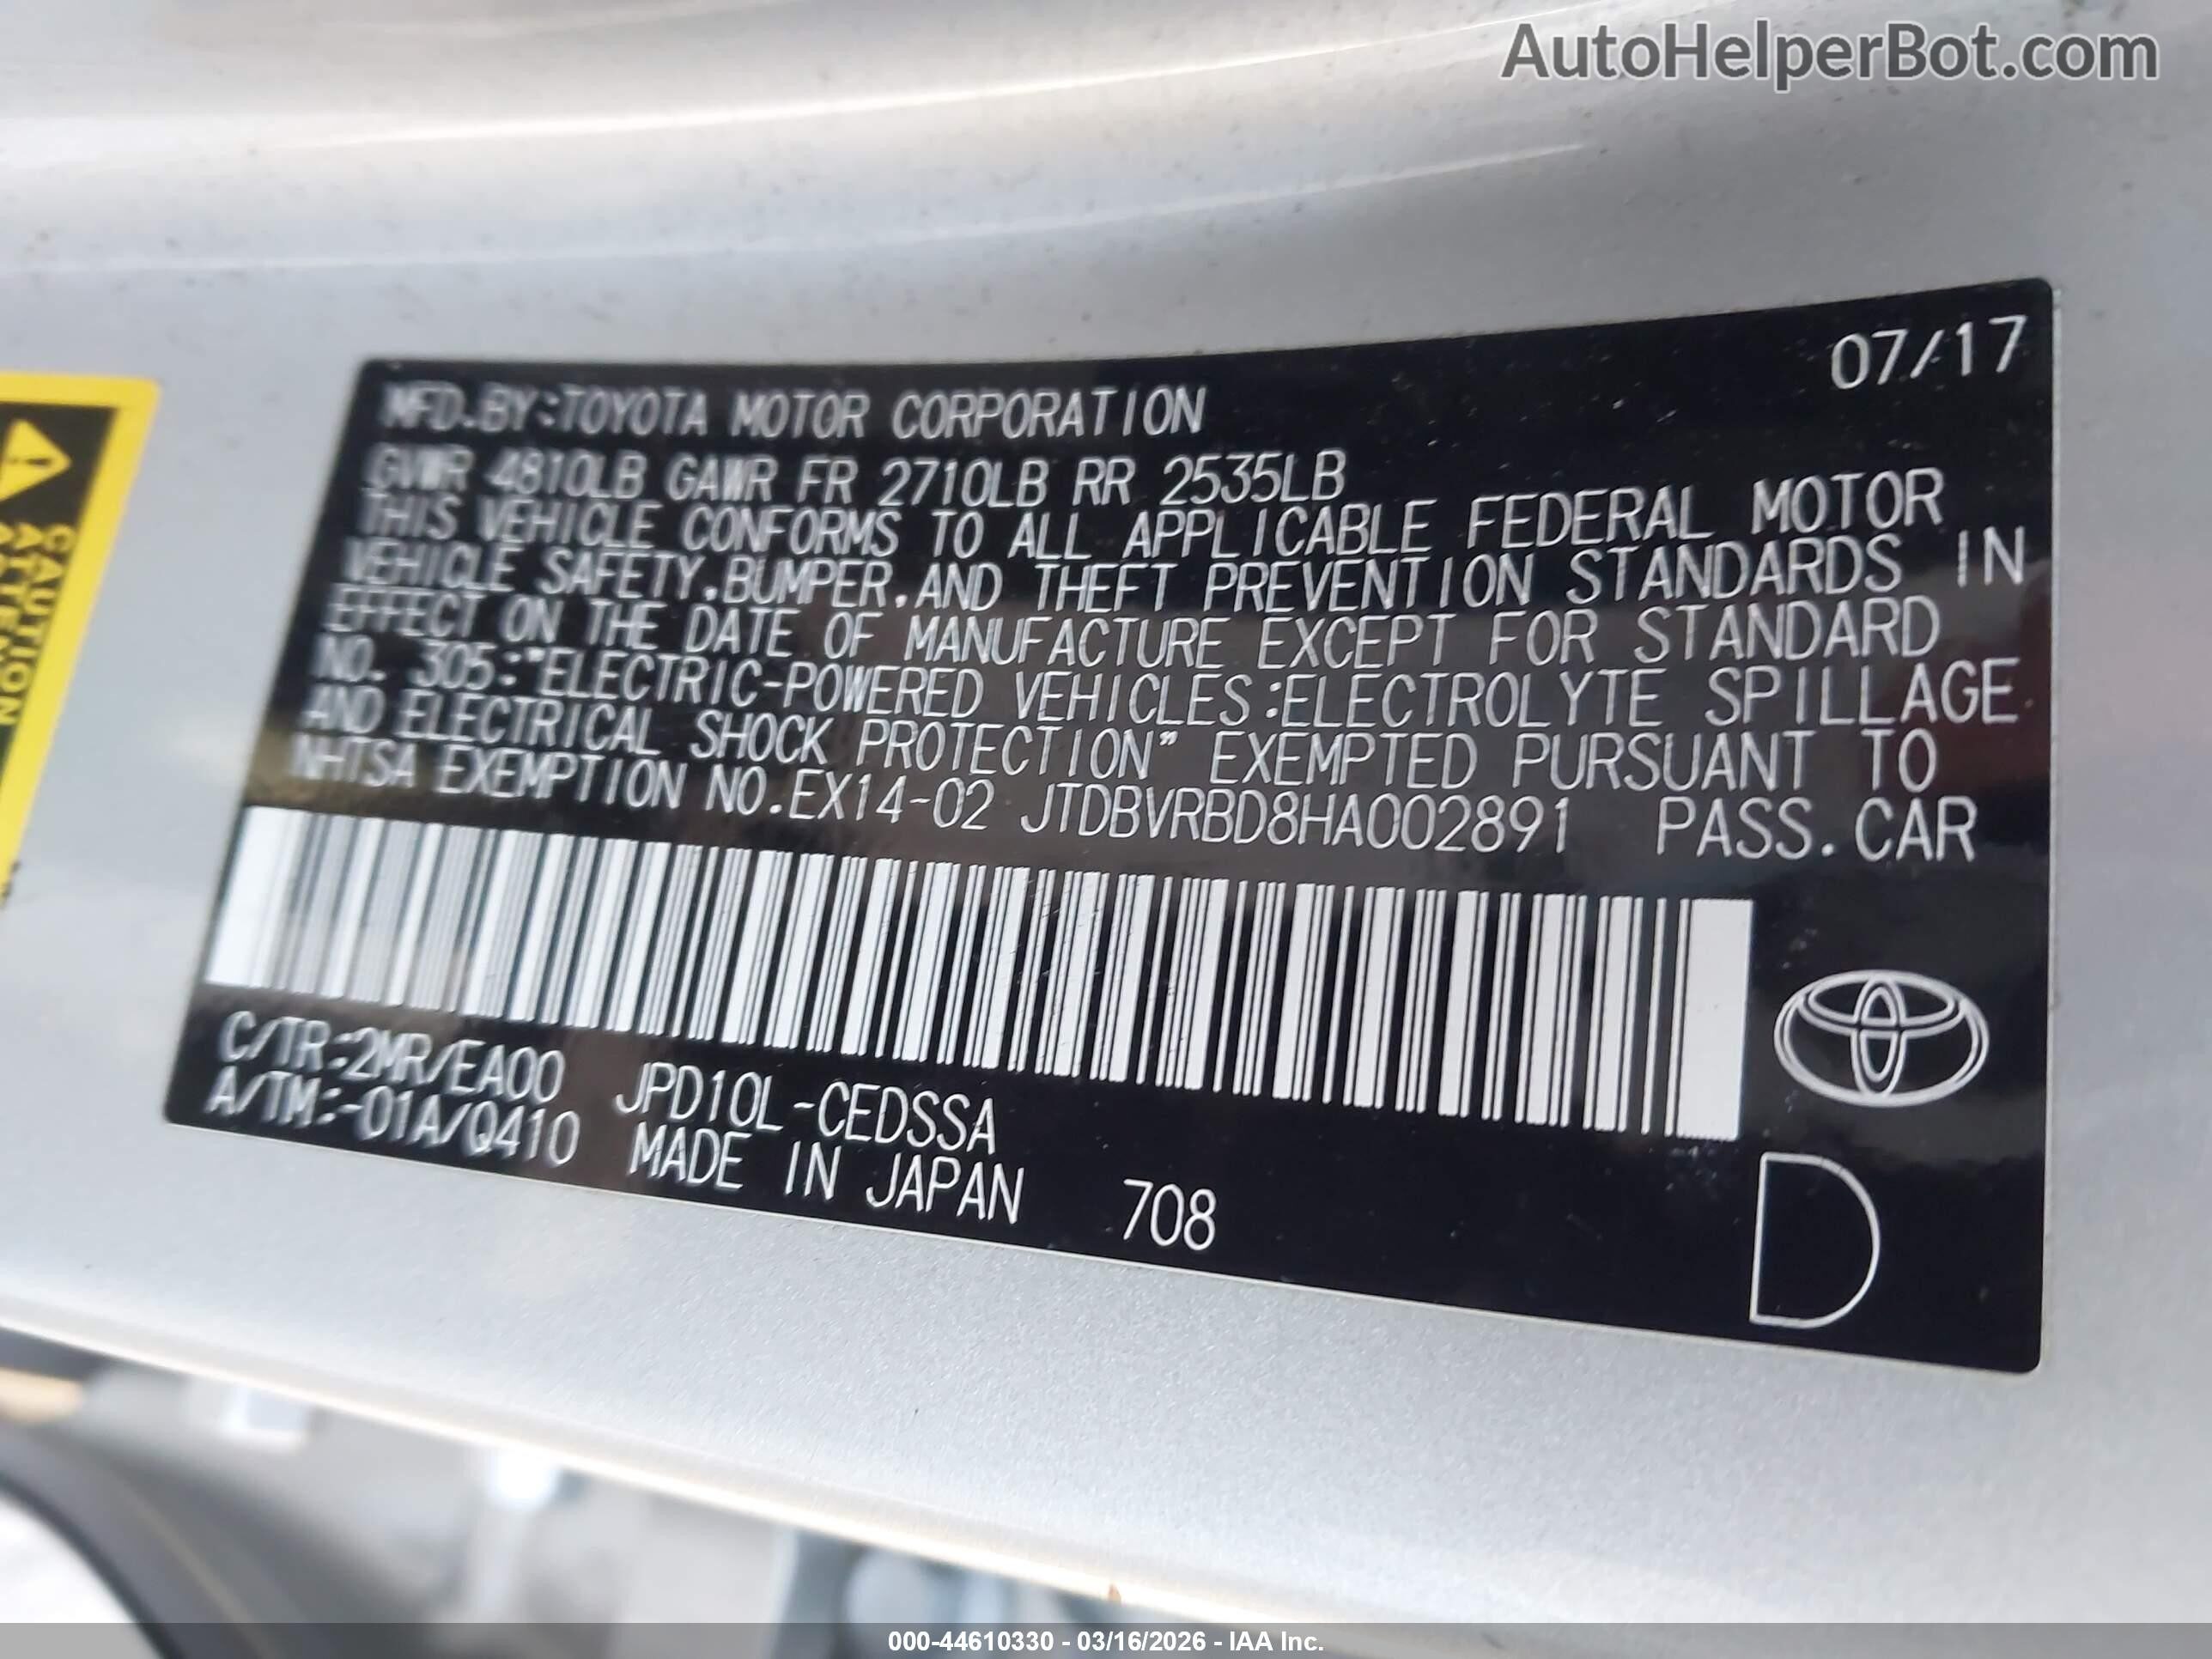 AutoHelperBot.com
07/17
MFD.BY:TOYOTA MOTOR CORPORATION
GVWR 4810LB GAWR FR 2710LB RR 2535LB
THIS VEHICLE CONFORMS TO ALL APPLICABLE FEDERAL MOTOR
VEHICLE SAFETY,BUMPER,AND THEFT PREVENTION STANDARDS IN
EFFECT ON THE DATE OF MANUFACTURE EXCEPT FOR STANDARD
NO. 305:"ELECTRIC-POWERED VEHICLES:ELECTROLYTE SPILLAGE
AND ELECTRICAL SHOCK PROTECTION" EXEMPTED PURSUANT TO
NHTSA EXEMPTION NO.EX14-02 JTDBVRBD8HA002891 PASS.CAR
C/TR:2MR/EA00 JPD10L-CEDSSA
A/TM:-01A/Q410 MADE IN JAPAN 708
D
CAUTION
000-44610330 - 03/16/2026 - IAA Inc.